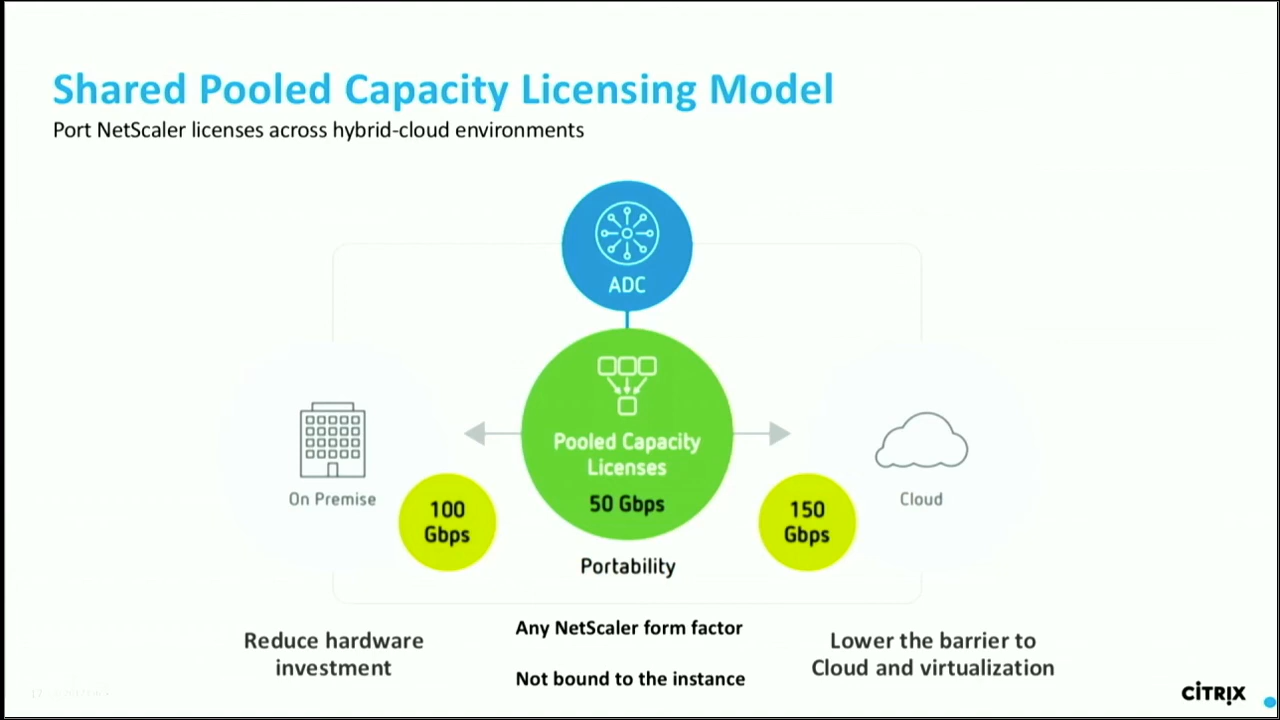 Shared Pooled Capacity Licensing Model
Port NetScaler licenses across hybrid-cloud environments
ADC
Pooled Capacity
Licenses
50 Gbps
On Premise
100
Gbps
150
Gbps
Cloud
Portability
Reduce hardware
investment
Any NetScaler form factor
Not bound to the instance
Lower the barrier to
Cloud and virtualization
CİTRIX